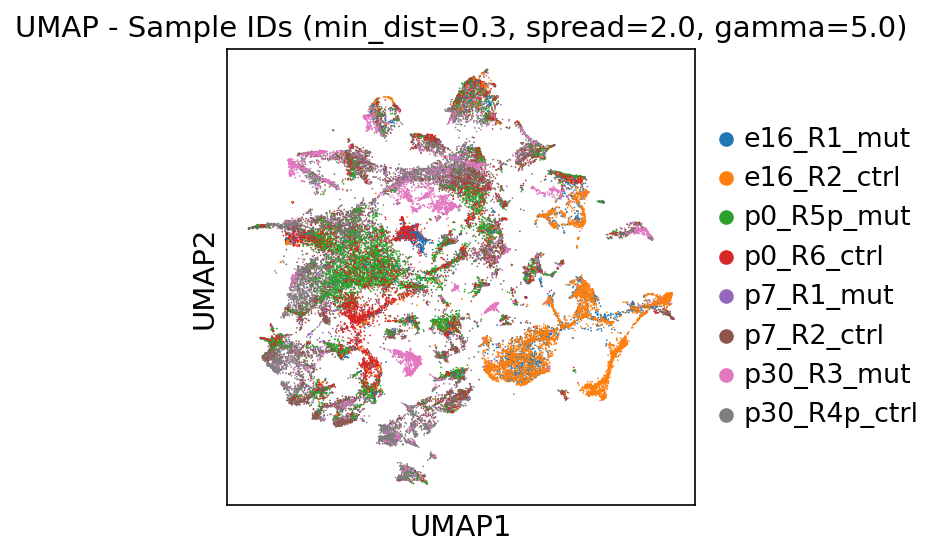 UMAP - Sample IDs (min_dist=0.3, spread=2.0, gamma=5.0)
UMAP2
e16_R1_mut
e16_R2_ctrl
p0_R5p_mut
p0_R6_ctrl
p7_R1_mut
p7_R2_ctrl
p30_R3_mut
p30_R4p_ctrl
UMAP1